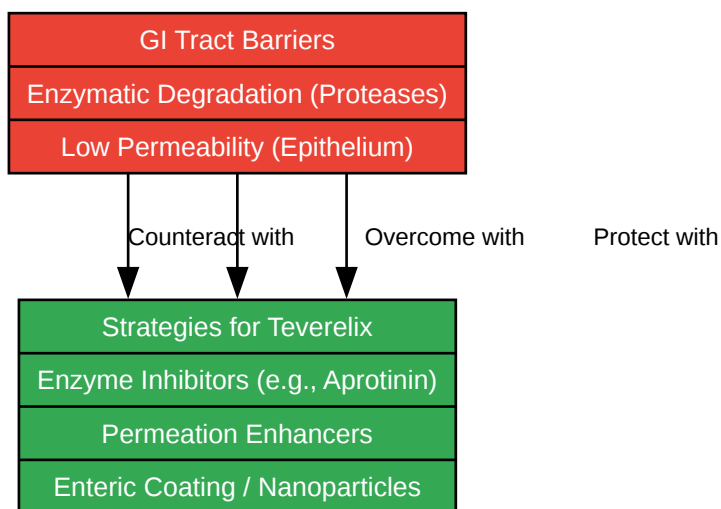 GI Tract Barriers
Enzymatic Degradation (Proteases)
Low Permeability (Epithelium)
Counteract with
Overcome with
Protect with
Strategies for Teverelix
Enzyme Inhibitors (e.g., Aprotinin)
Permeation Enhancers
Enteric Coating / Nanoparticles